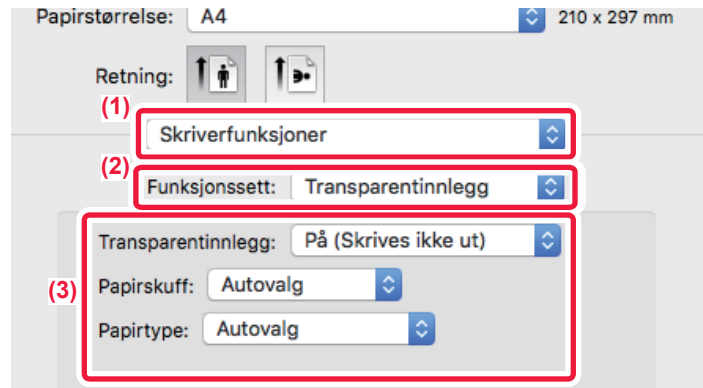 Papirstørrelse: A4 210 x 297 mm
Retning:
(1)
Skriverfunksjoner
(2)
Funksjonssett: Transparentinnlegg
Transparentinnlegg: På (Skrives ikke ut)
(3) Papirskuff: Autovalg
Papirtype: Autovalg